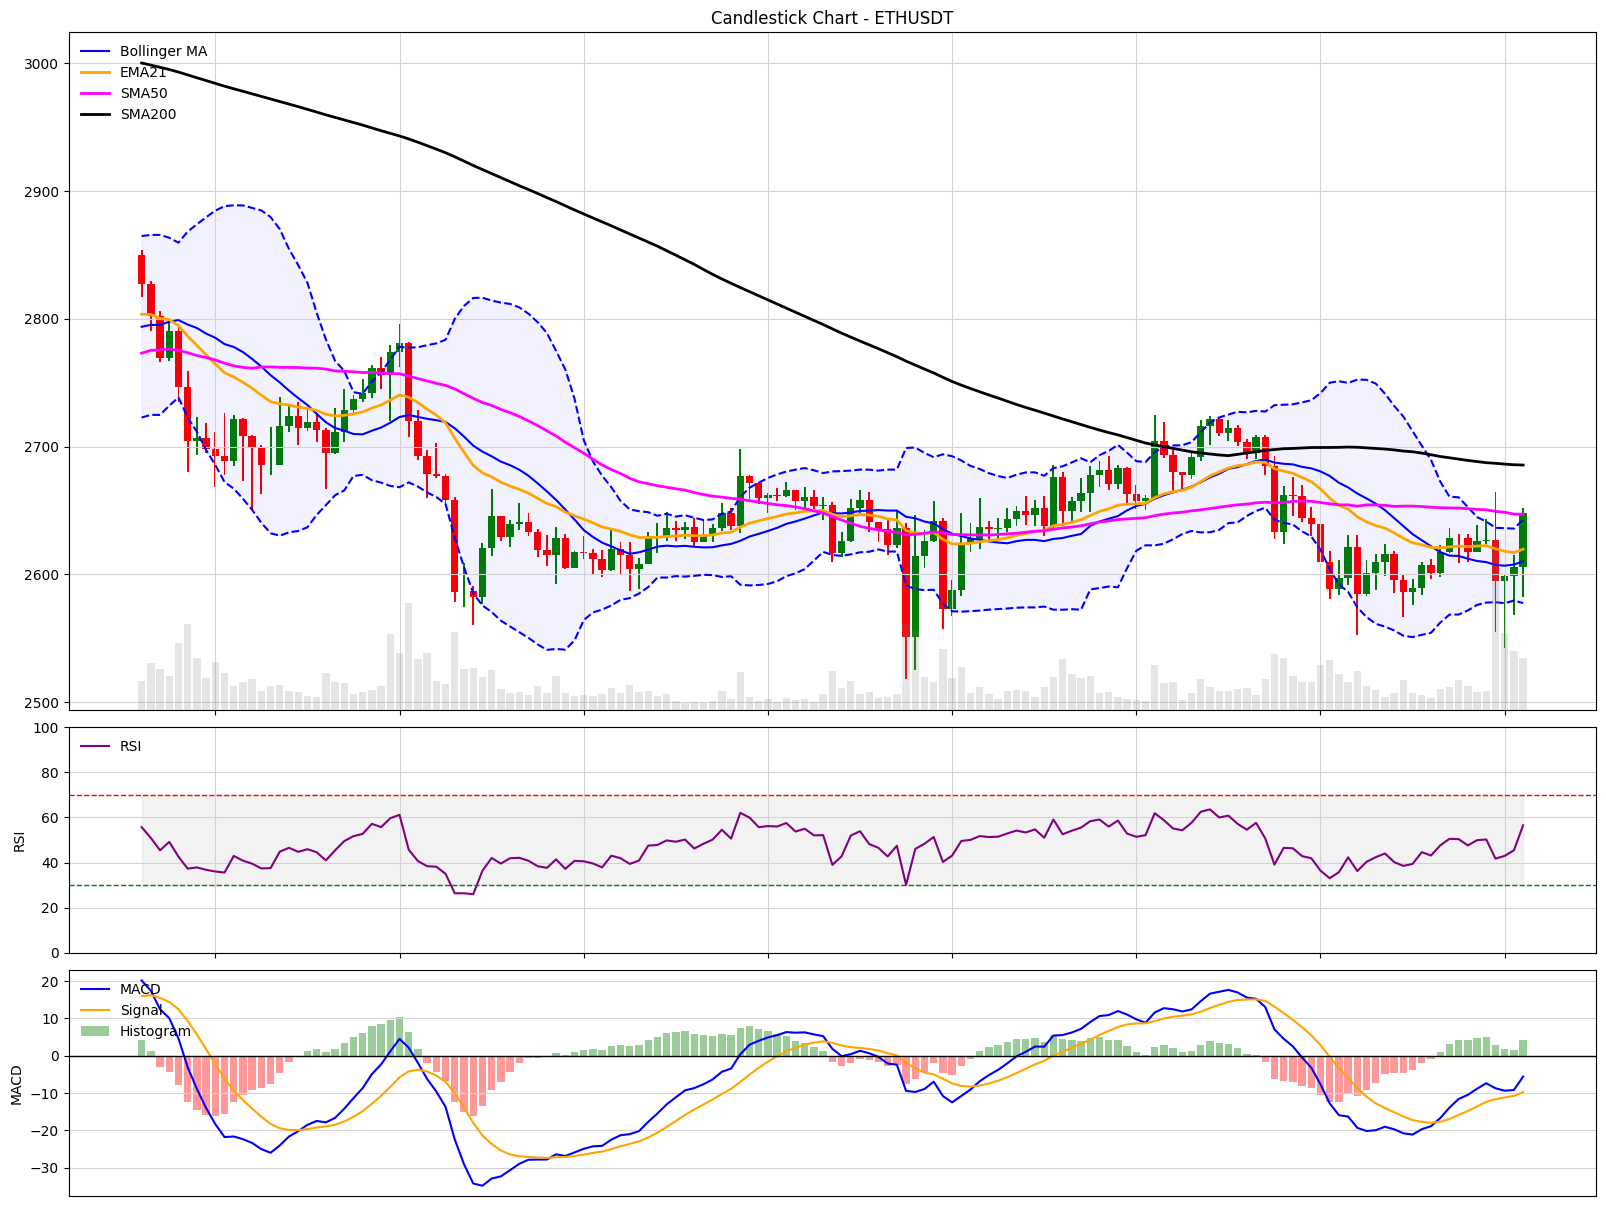 Candlestick Chart - ETHUSDT
Bollinger MA
EMA21
SMA50
SMA200
3000
2900
2800
2700
2600
2500
RSI
100
80
60
40
20
0
RSI
MACD
Signal
Histogram
20
10
0
−10
−20
−30
MACD